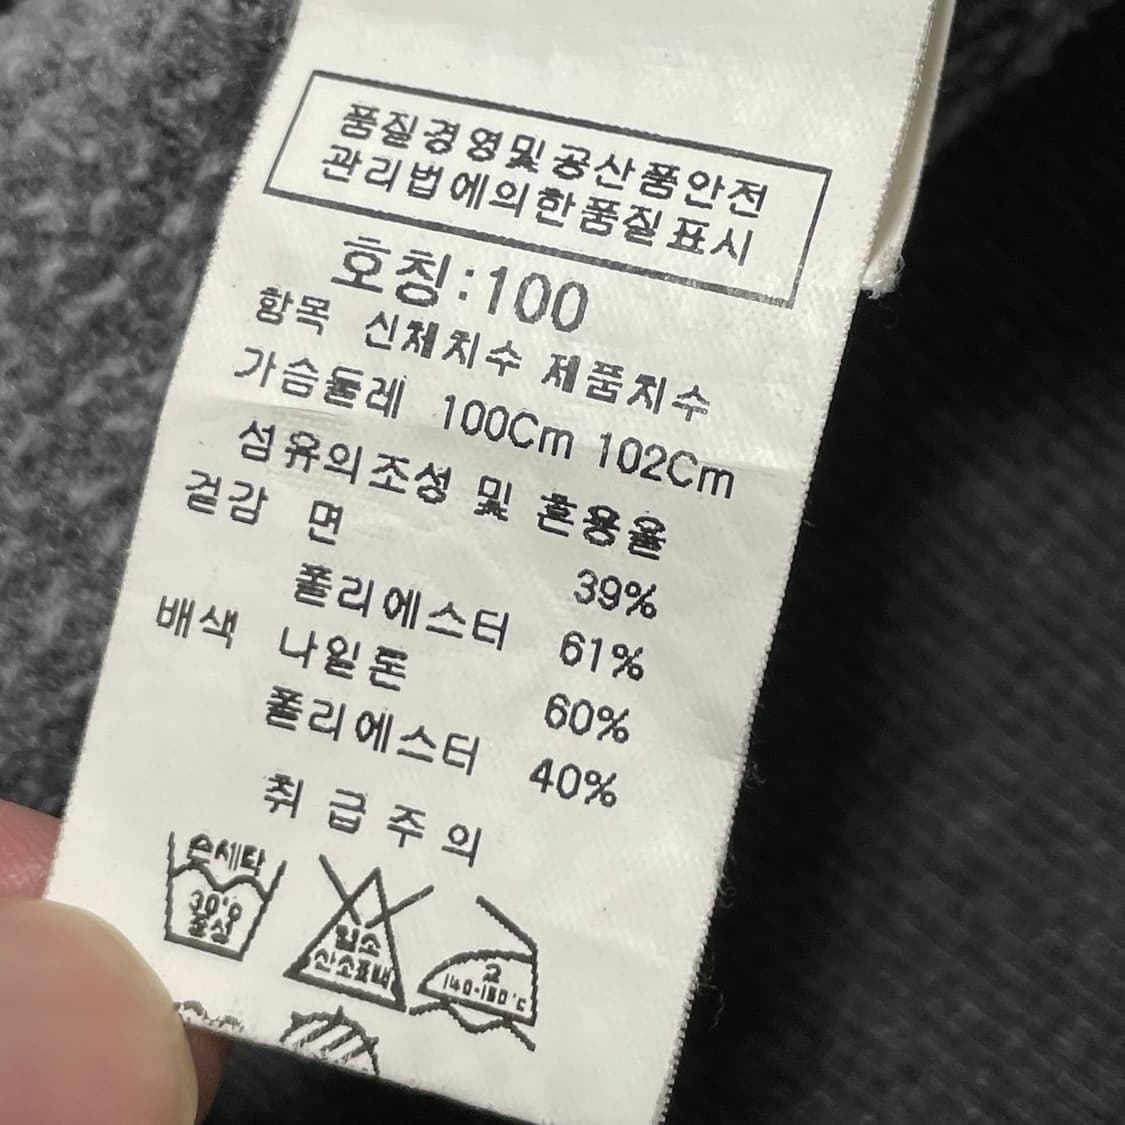 품질경영및공산품안전
관리법에의한품질표시
호칭:100
항목 신체치수 제품치수
가슴둘레 100Cm 102Cm
섬유의조성 및 혼용율
겉감 면 39%
폴리에스터 61%
배색 나일론 60%
폴리에스터 40%
취급주의
손세탁
30℃
중성
염소
산소표백
140-160℃